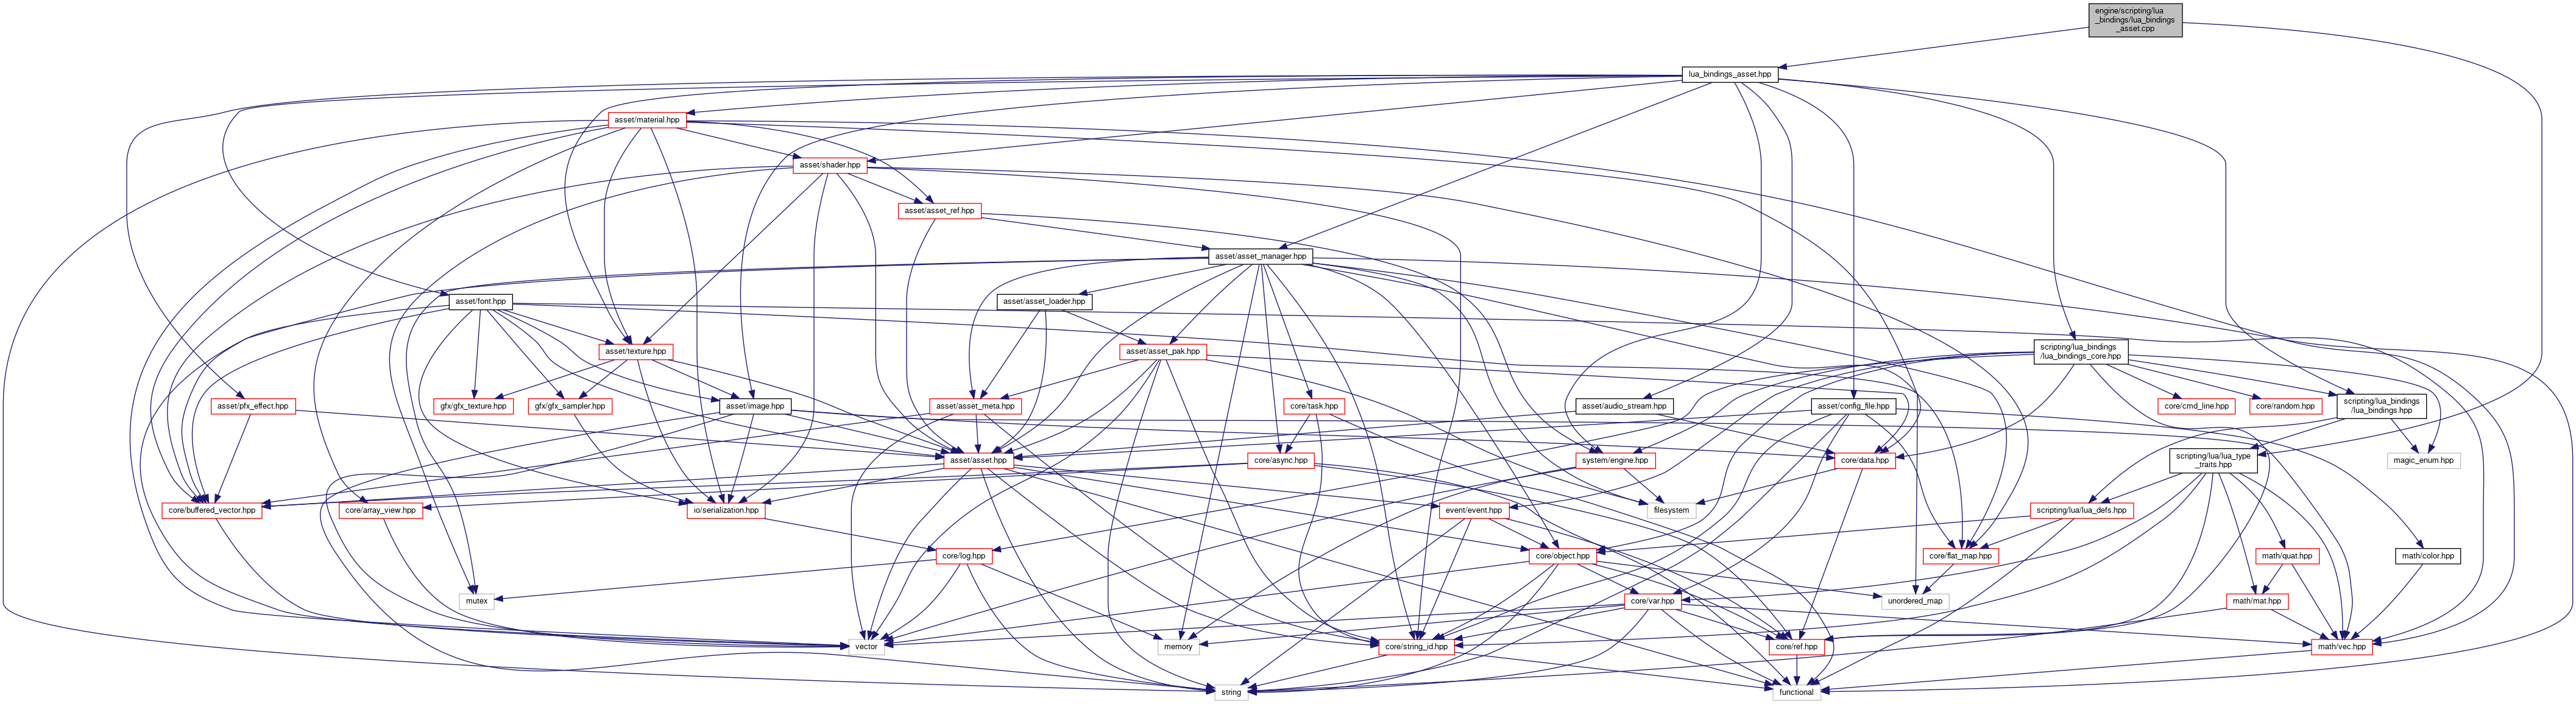 engine/scripting/lua
_bindings/lua_bindings
_asset.cpp
lua_bindings_asset.hpp
asset/material.hpp
asset/shader.hpp
asset/asset_ref.hpp
asset/asset_manager.hpp
asset/font.hpp
asset/asset_loader.hpp
asset/texture.hpp
asset/asset_pak.hpp
scripting/lua_bindings
/lua_bindings_core.hpp
asset/pfx_effect.hpp
gfx/gfx_texture.hpp
gfx/gfx_sampler.hpp
asset/image.hpp
asset/asset_meta.hpp
core/task.hpp
asset/audio_stream.hpp
asset/config_file.hpp
core/cmd_line.hpp
core/random.hpp
scripting/lua_bindings
/lua_bindings.hpp
asset/asset.hpp
core/async.hpp
system/engine.hpp
core/data.hpp
scripting/lua/lua_type
_traits.hpp
magic_enum.hpp
core/buffered_vector.hpp
core/array_view.hpp
io/serialization.hpp
event/event.hpp
filesystem
scripting/lua/lua_defs.hpp
core/log.hpp
core/object.hpp
core/flat_map.hpp
math/quat.hpp
math/color.hpp
mutex
core/var.hpp
unordered_map
math/mat.hpp
vector
memory
core/string_id.hpp
core/ref.hpp
math/vec.hpp
string
functional